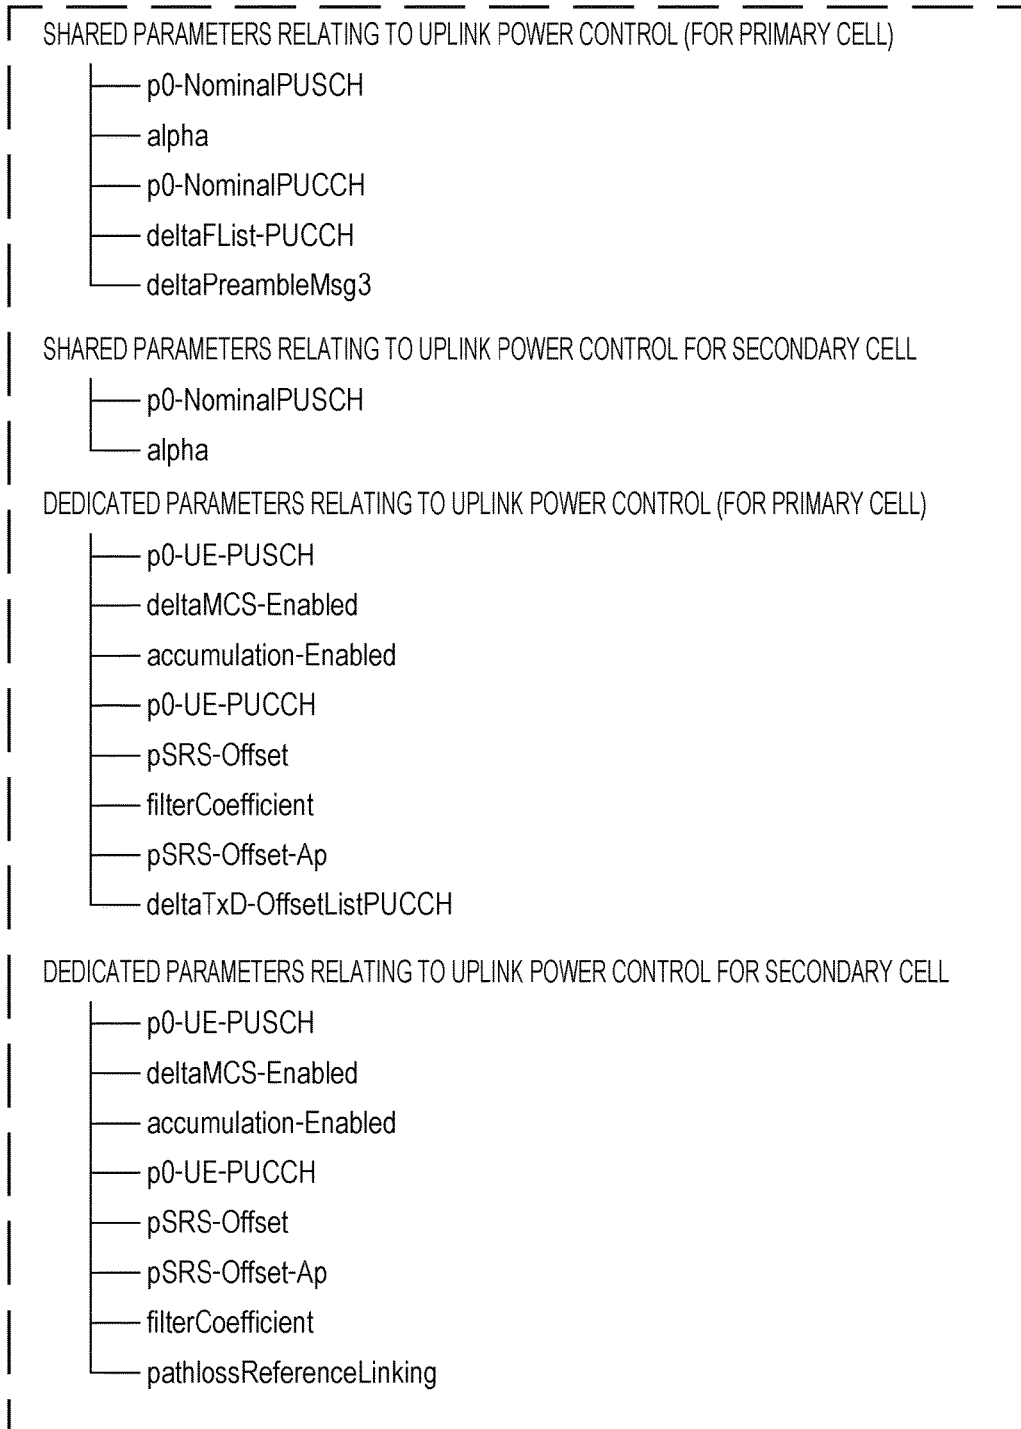 SHARED PARAMETERS RELATING TO UPLINK POWER CONTROL (FOR PRIMARY CELL)
p0-NominalPUSCH
alpha
p0-NominalPUCCH
deltaFList-PUCCH
deltaPreambleMsg3
SHARED PARAMETERS RELATING TO UPLINK POWER CONTROL FOR SECONDARY CELL
p0-NominalPUSCH
alpha
DEDICATED PARAMETERS RELATING TO UPLINK POWER CONTROL (FOR PRIMARY CELL)
p0-UE-PUSCH
deltaMCS-Enabled
accumulation-Enabled
p0-UE-PUCCH
pSRS-Offset
filterCoefficient
pSRS-Offset-Ap
deltaTxD-OffsetListPUCCH
DEDICATED PARAMETERS RELATING TO UPLINK POWER CONTROL FOR SECONDARY CELL
p0-UE-PUSCH
deltaMCS-Enabled
accumulation-Enabled
p0-UE-PUCCH
pSRS-Offset
pSRS-Offset-Ap
filterCoefficient
pathlossReferenceLinking